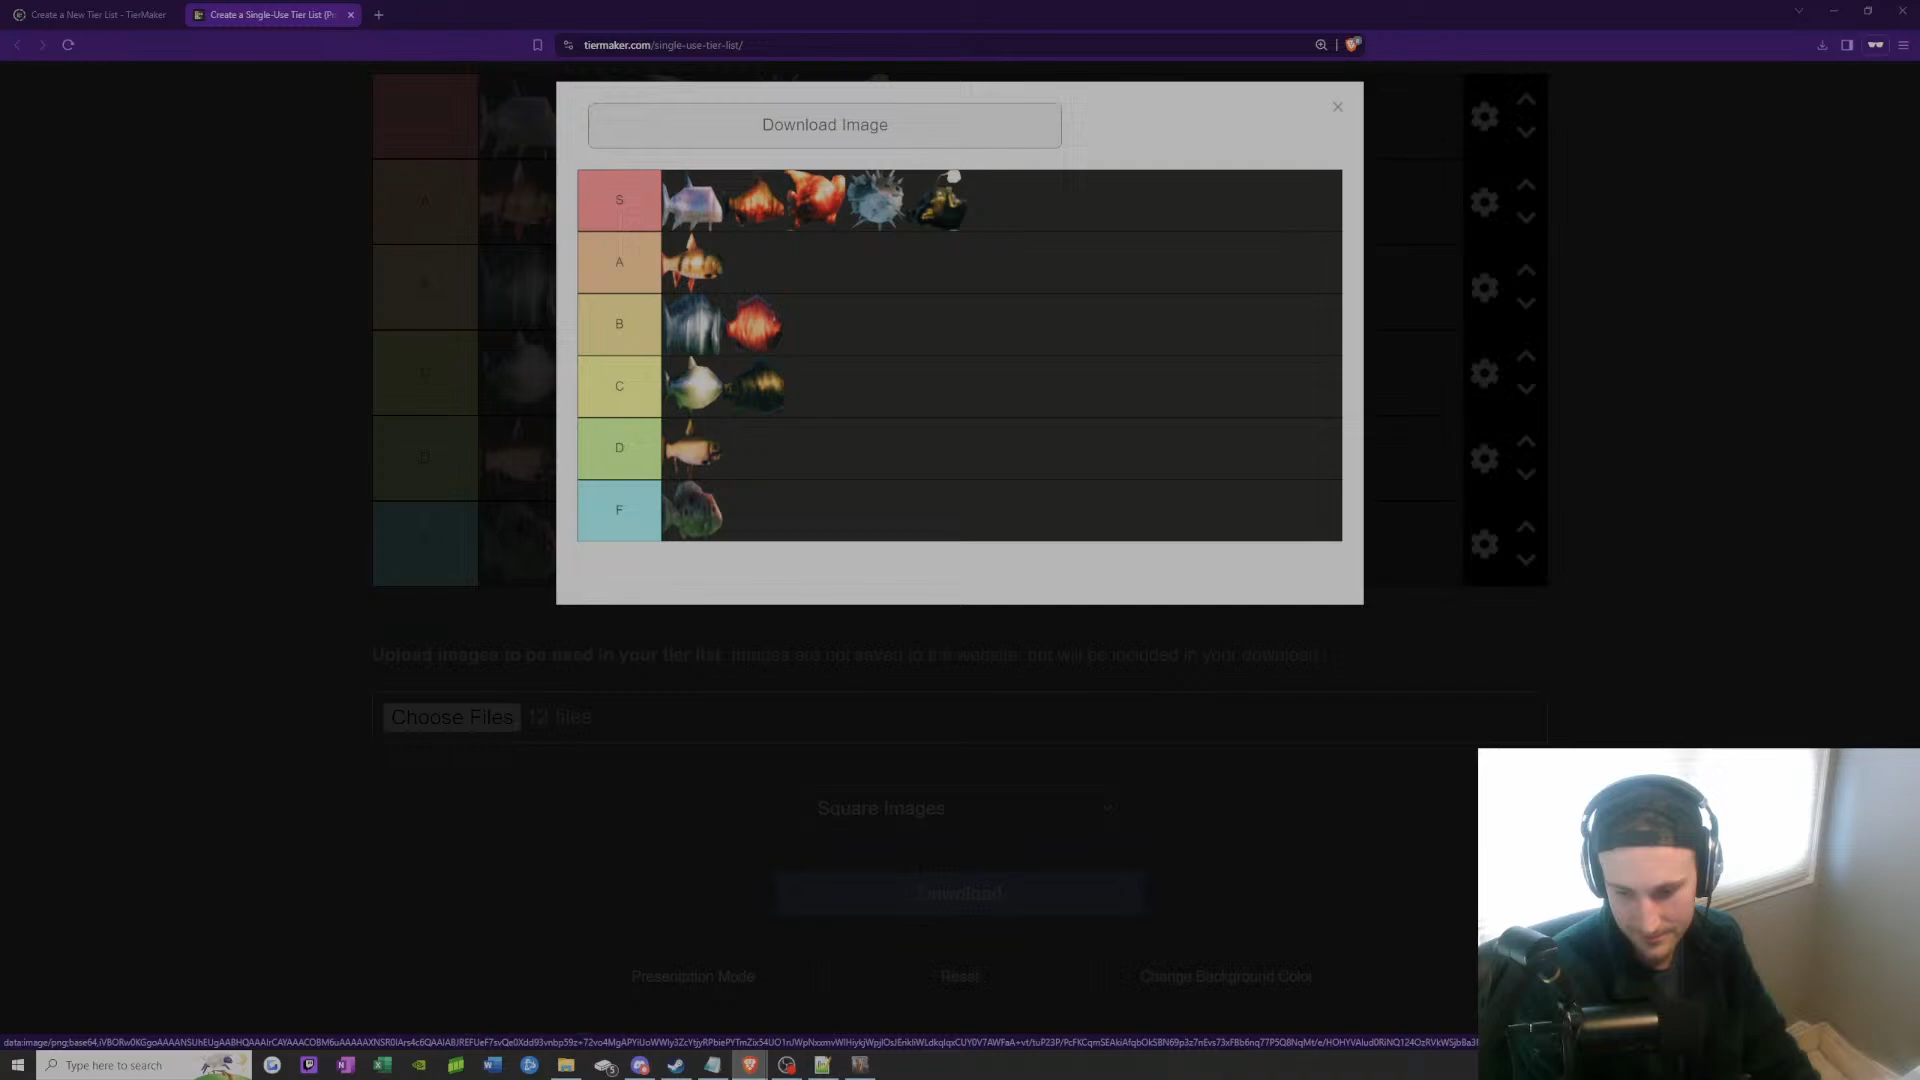 Create a New Tier List - TierMaker
Create a Single-Use Tier List (Pr
tiermaker.com/single-use-tier-list/
Download Image
S
A
B
C
D
F
A
D
Upload images to be used in your tier list. Images are not saved to the website, but will be included in your download
Choose Files 12 files
Square Images
Download
Presentation Mode
Reset
Change Background Color
Type here to search
5